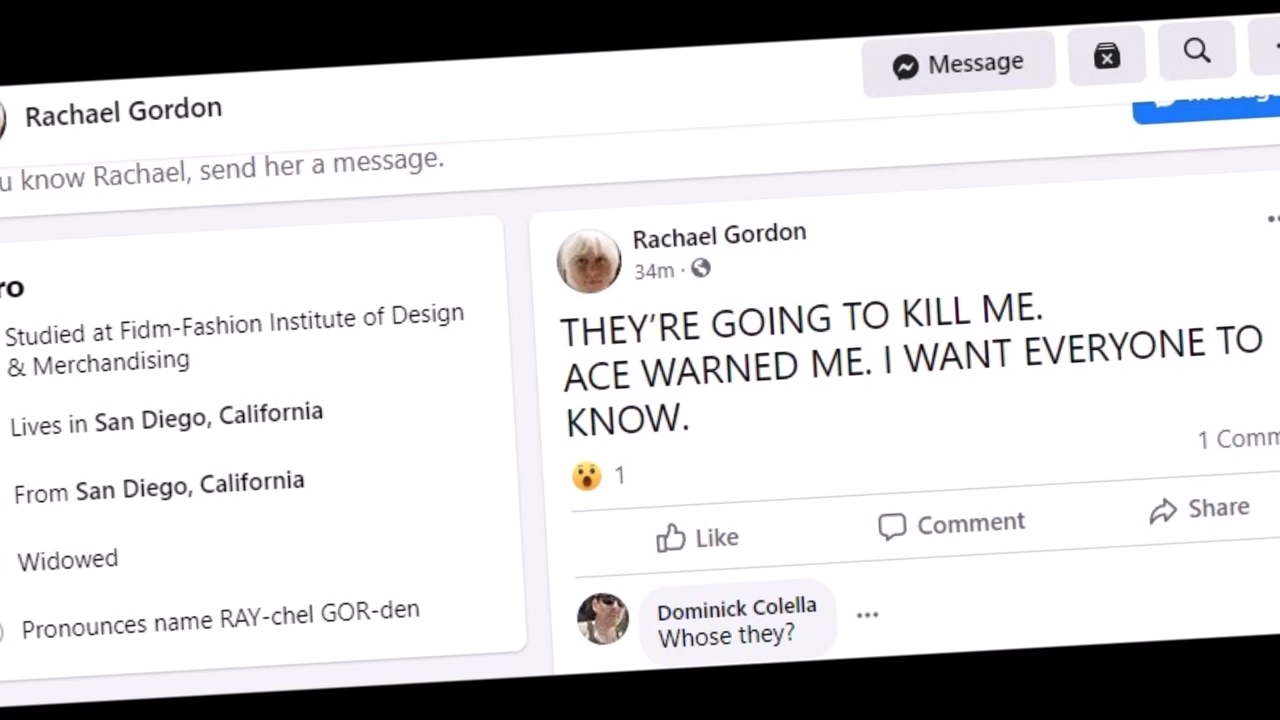 Rachael Gordon
Message
u know Rachael, send her a message.
ro
Studied at Fidm-Fashion Institute of Design
& Merchandising
Lives in San Diego, California
From San Diego, California
Widowed
Pronounces name RAY-chel GOR-den
Rachael Gordon
34m ·
THEY’RE GOING TO KILL ME.
ACE WARNED ME. I WANT EVERYONE TO
KNOW.
1
1 Comm
Like
Comment
Share
Dominick Colella
Whose they?